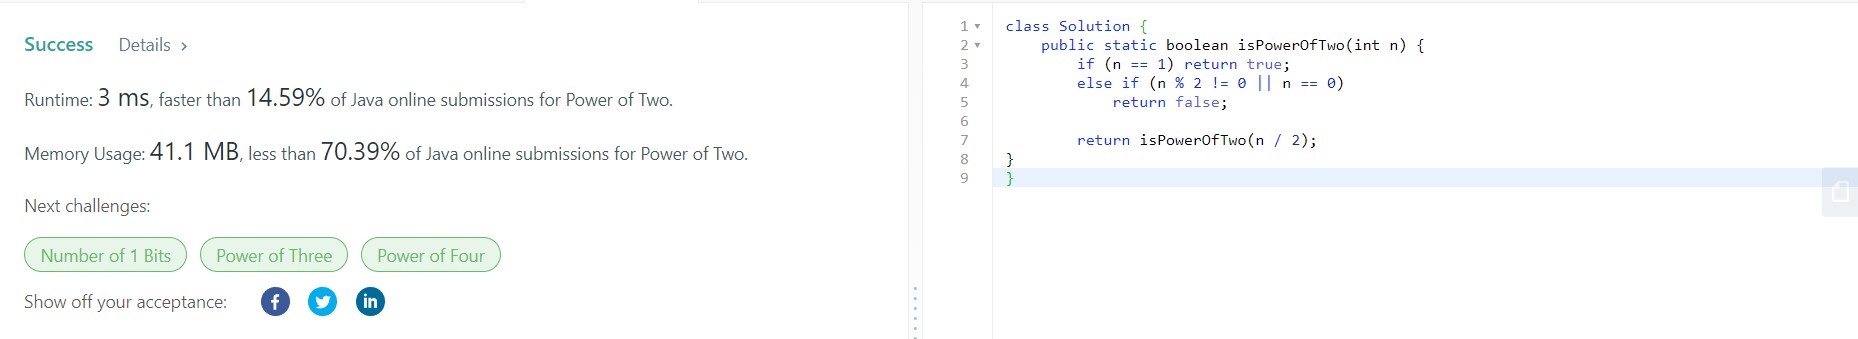 Success Details >
Runtime: 3 ms, faster than 14.59% of Java online submissions for Power of Two.
Memory Usage: 41.1 MB, less than 70.39% of Java online submissions for Power of Two.
Next challenges:
Number of 1 Bits Power of Three Power of Four
Show off your acceptance: f in
1 class Solution {
2 public static boolean isPowerOfTwo(int n) {
3 if (n == 1) return true;
4 else if (n % 2 != 0 || n == 0)
5 return false;
6
7 return isPowerOfTwo(n / 2);
8 }
9 }